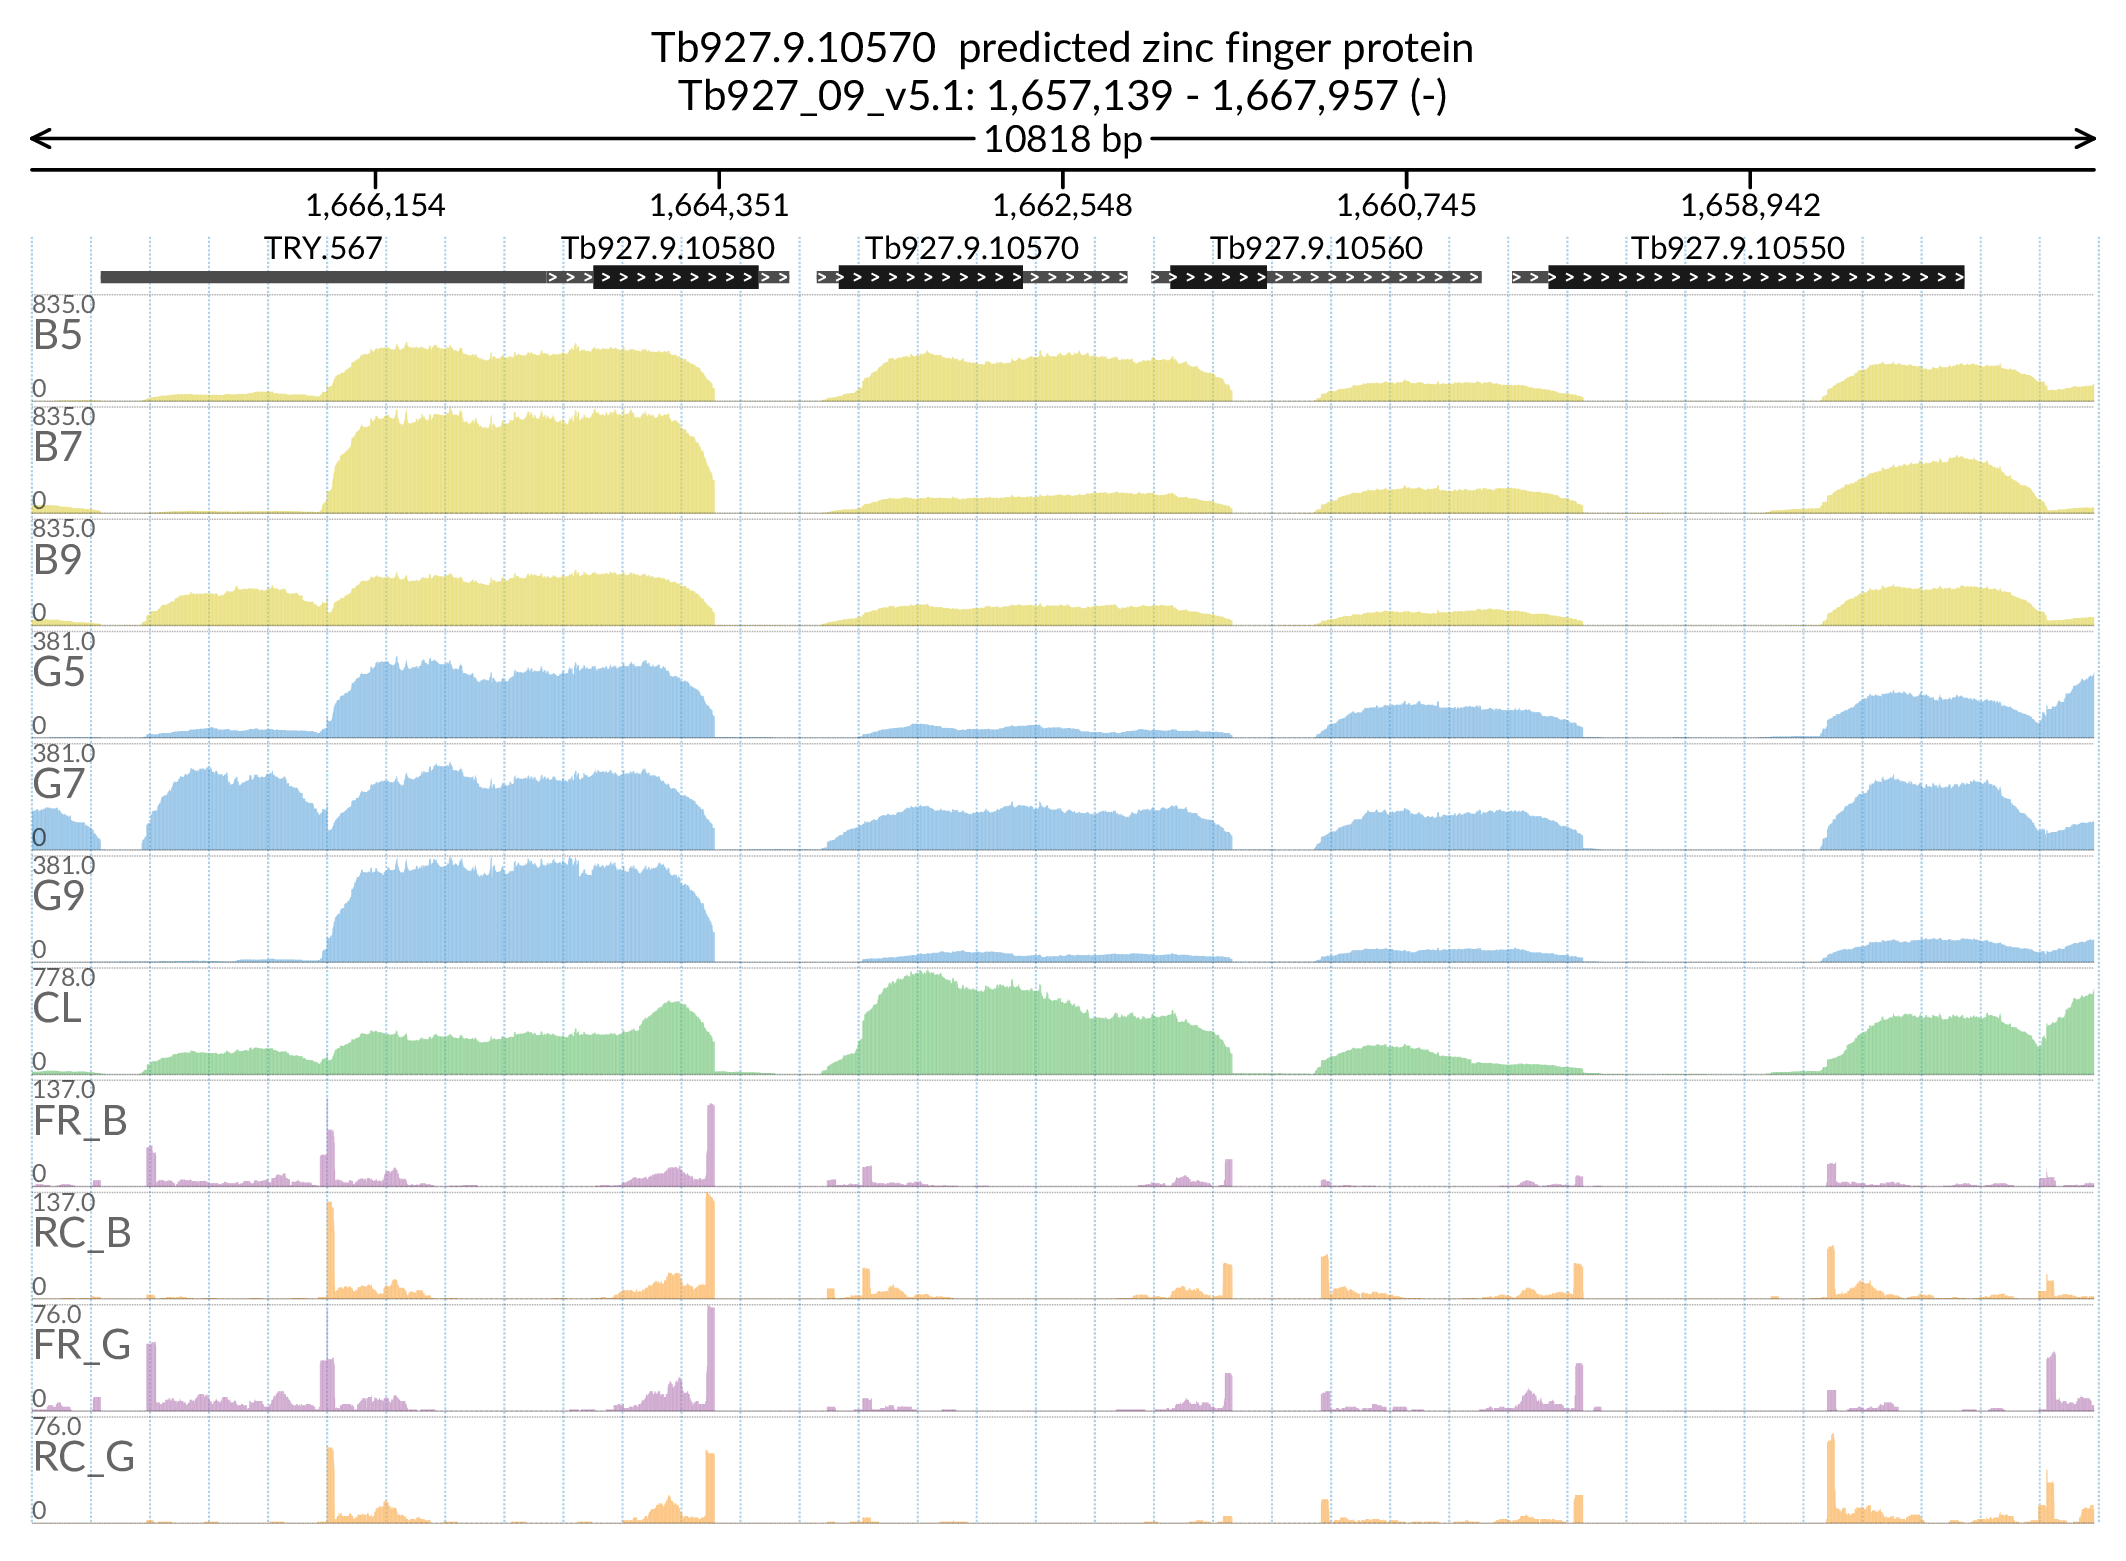 Tb927.9.10570  predicted zinc finger protein
Tb927_09_v5.1: 1,657,139 - 1,667,957 (-)
10818 bp
1,666,154 1,664,351 1,662,548 1,660,745 1,658,942
TRY.567 Tb927.9.10580 Tb927.9.10570 Tb927.9.10560 Tb927.9.10550
835.0
B5
0
835.0
B7
0
835.0
B9
0
381.0
G5
0
381.0
G7
0
381.0
G9
0
778.0
CL
0
137.0
FR_B
0
137.0
RC_B
0
76.0
FR_G
0
76.0
RC_G
0